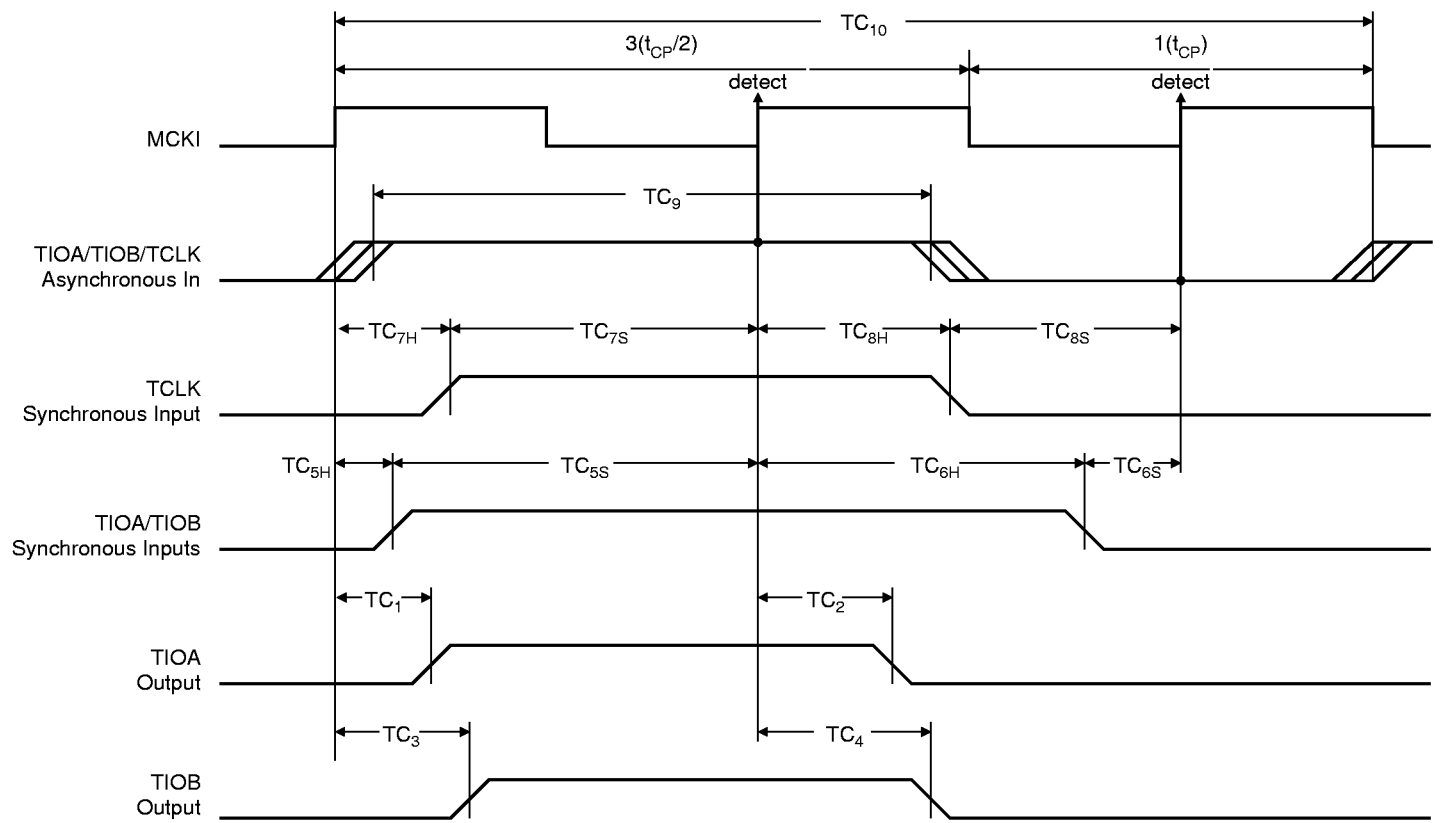 TC10
3(tCP/2)
1(tCP)
detect
detect
MCKI
TC9
TIOA/TIOB/TCLK
Asynchronous In
TC7H
TC7S
TC8H
TC8S
TCLK
Synchronous Input
TC5H
TC5S
TC6H
TC6S
TIOA/TIOB
Synchronous Inputs
TC1
TC2
TIOA
Output
TC3
TC4
TIOB
Output